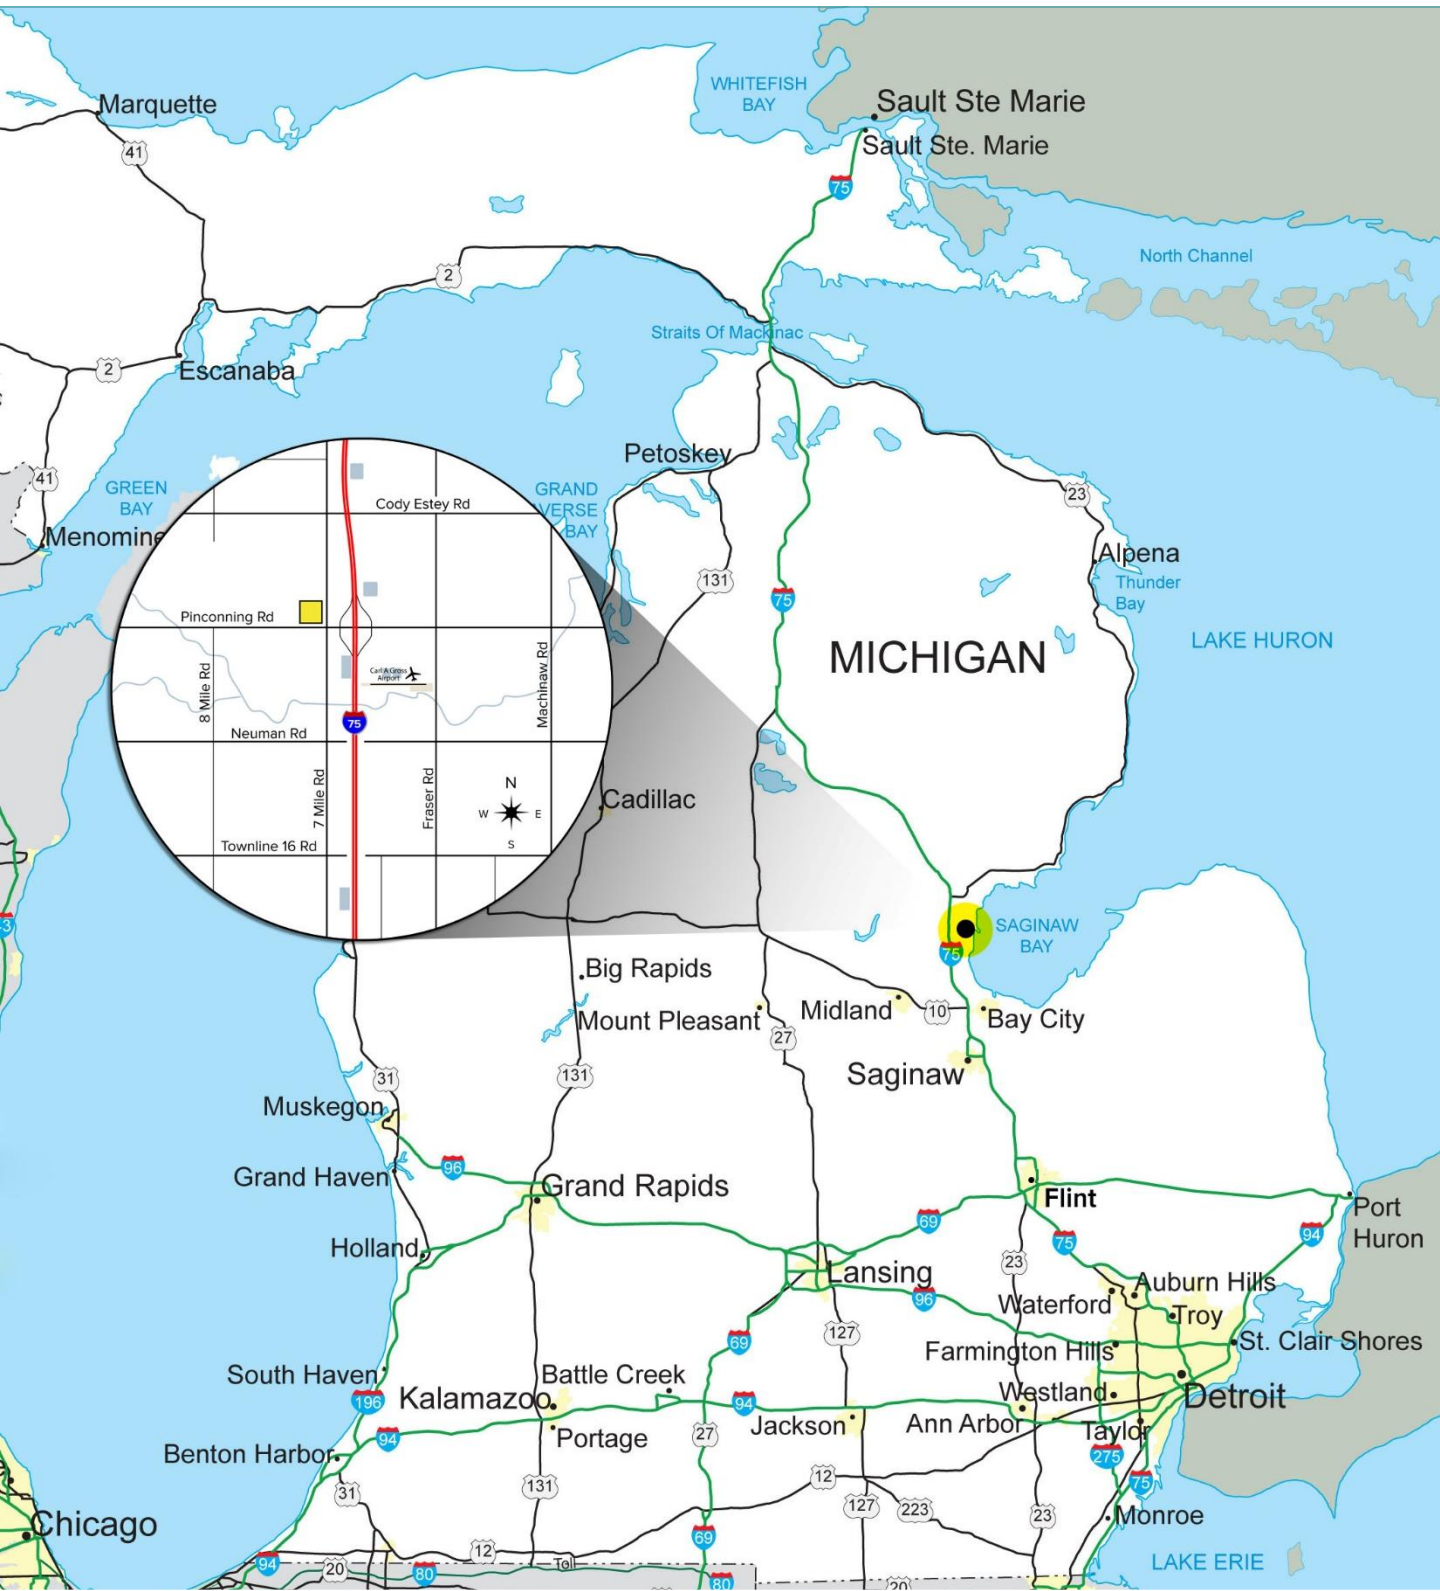 WHITEFISH
BAY
Sault Ste Marie
Sault Ste. Marie
Marquette
41
75
North Channel
2
Straits Of Mackinac
2
Escanaba
Petoskey
41
GREEN
BAY
GRAND
VERSE
BAY
23
Menomine
Cody Estey Rd
Alpena
Thunder
Bay
131
75
Pinconning Rd
LAKE HURON
MICHIGAN
Carl A Gross
Airport
8 Mile Rd
Machinaw Rd
75
Neuman Rd
7 Mile Rd
Fraser Rd
N
W
E
S
Cadillac
Townline 16 Rd
SAGINAW
BAY
75
Big Rapids
Mount Pleasant
Midland
10
Bay City
27
Saginaw
31
131
Muskegon
96
Grand Haven
Grand Rapids
Flint
Port
Huron
69
94
75
Holland
23
Lansing
Auburn Hills
96
Waterford
Troy
127
69
Farmington Hills
St. Clair Shores
South Haven
Battle Creek
196
Kalamazoo
94
Westland
Detroit
Jackson
Ann Arbor
Taylor
94
Portage
27
Benton Harbor
275
12
75
31
131
127
223
23
Monroe
Chicago
69
12
94
20
80
Toll
LAKE ERIE
80
20